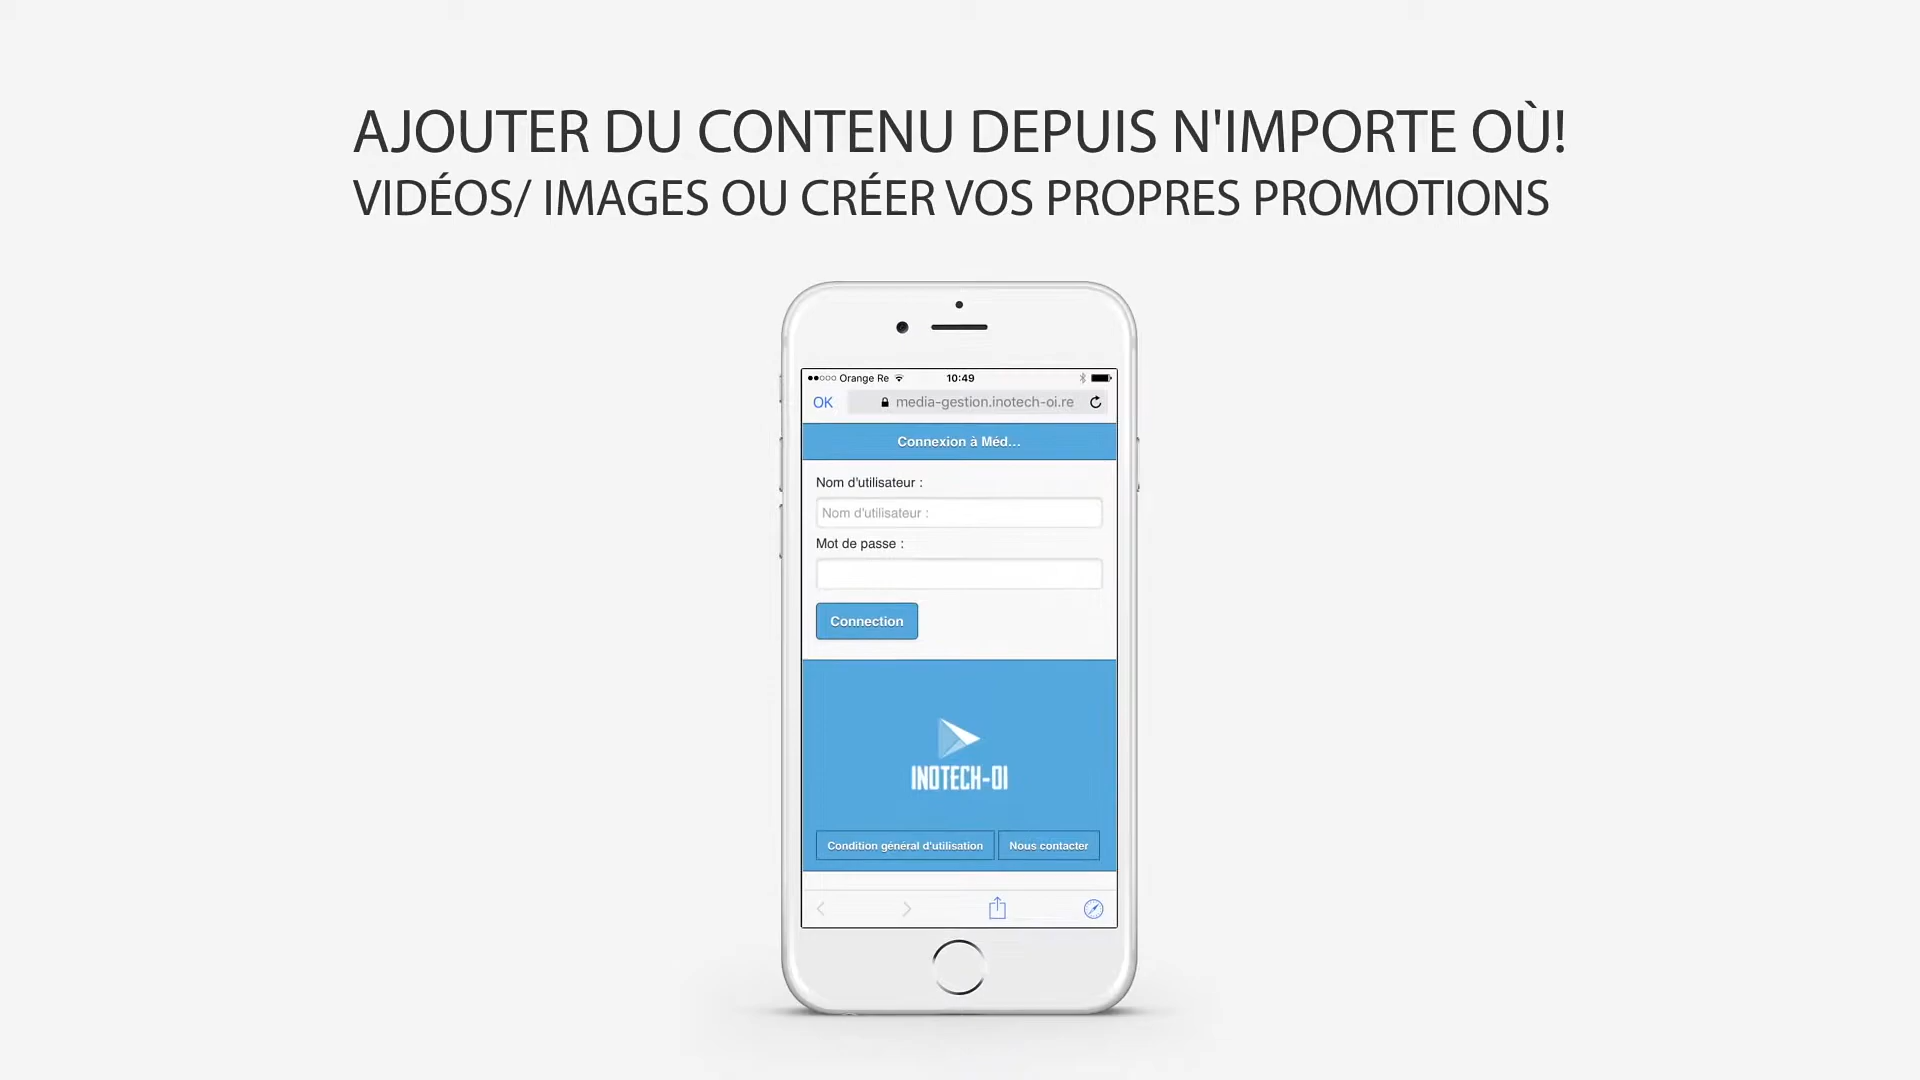 AJOUTER DU CONTENU DEPUIS N'IMPORTE OÙ!
VIDÉOS/ IMAGES OU CRÉER VOS PROPRES PROMOTIONS
Orange Re 10:49
OK media-gestion.inotech-oi.re
Connexion à Méd...
Nom d'utilisateur :
Nom d'utilisateur :
Mot de passe :
Connection
INOTECH-OI
Condition général d'utilisation Nous contacter